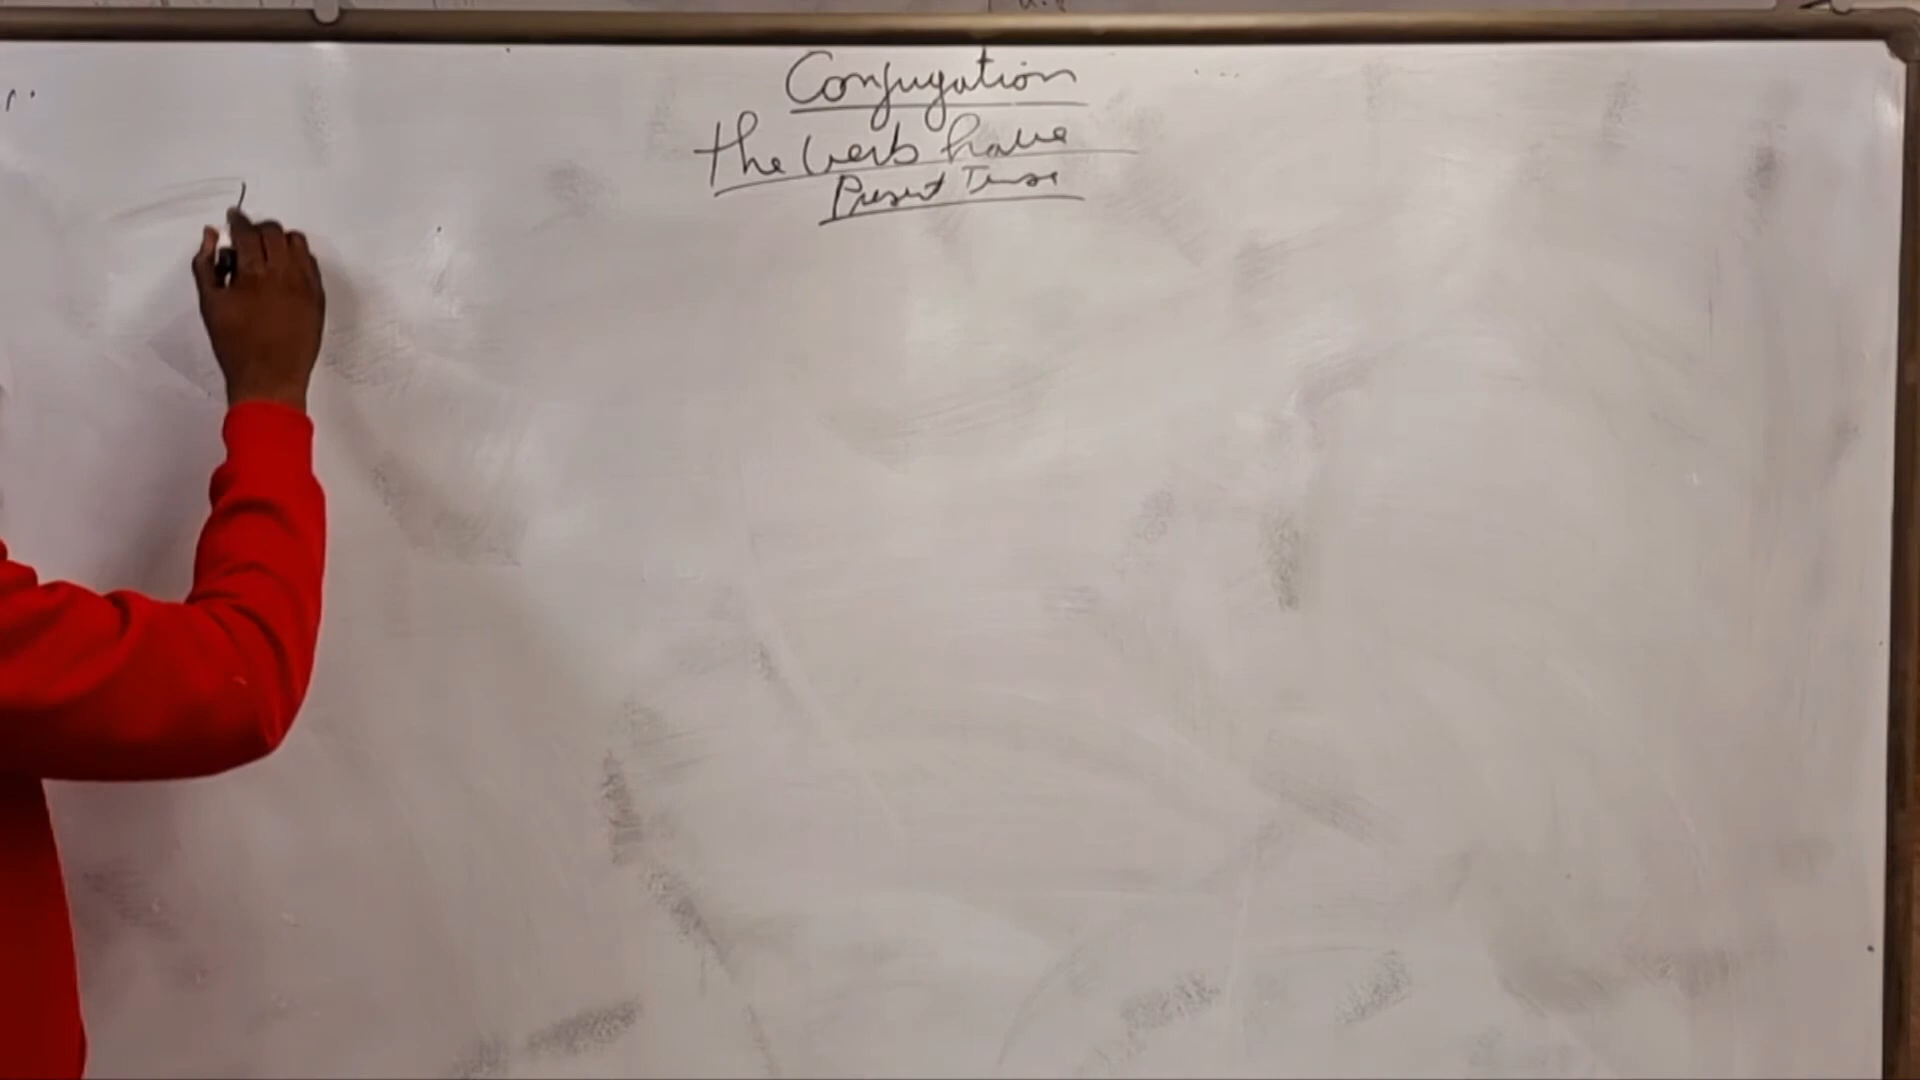 Conjugation
the verb have
Present Tense